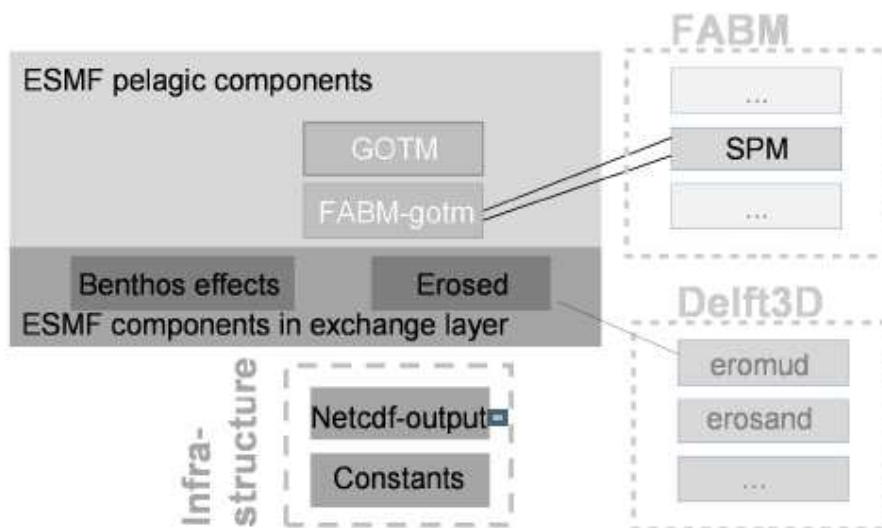 FABM
ESMF pelagic components
...
GOTM
SPM
FABM-gotm
...
Benthos effects
Erosed
ESMF components in exchange layer
Delft3D
eromud
Infra-
structure
Netcdf-output
erosand
Constants
...